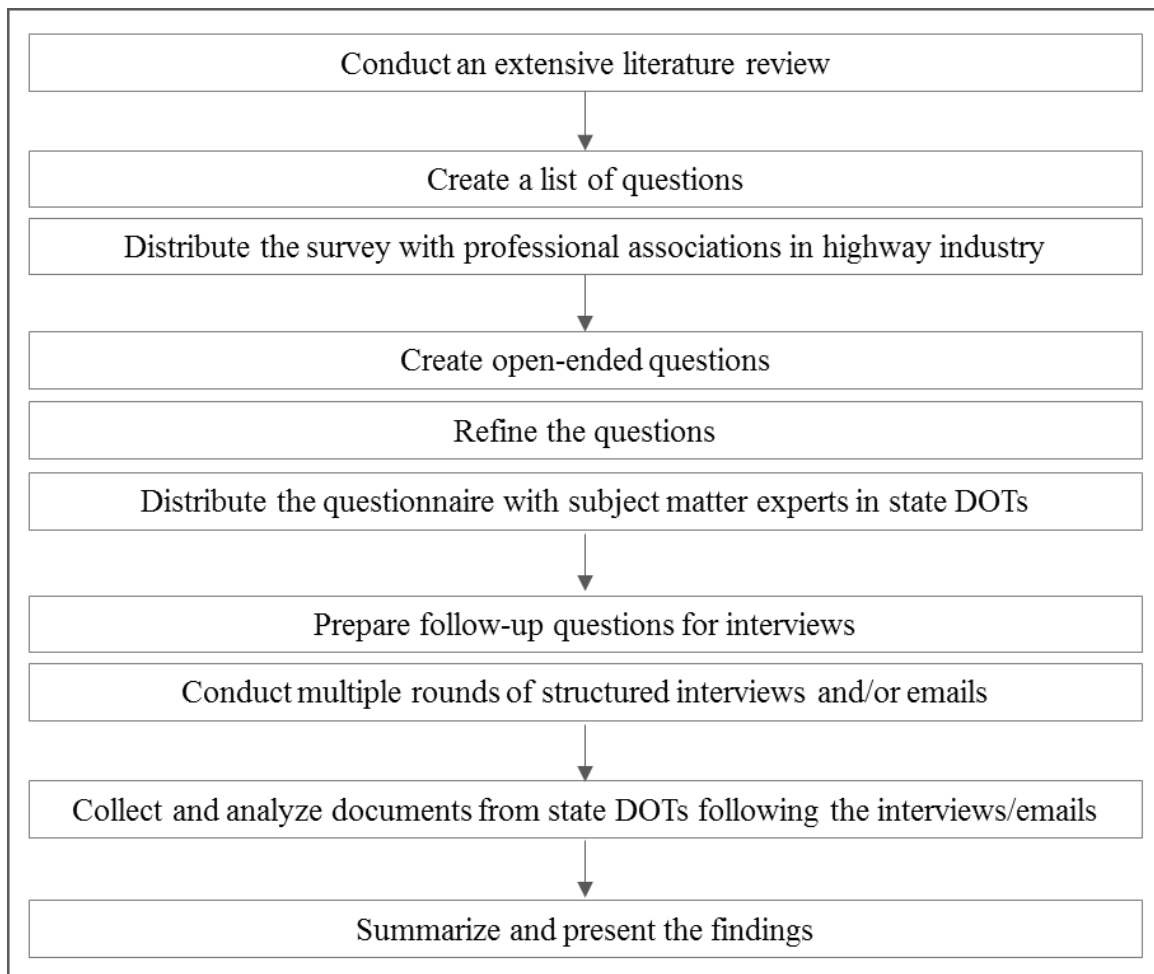 Conduct an extensive literature review
Create a list of questions
Distribute the survey with professional associations in highway industry
Create open-ended questions
Refine the questions
Distribute the questionnaire with subject matter experts in state DOTs
Prepare follow-up questions for interviews
Conduct multiple rounds of structured interviews and/or emails
Collect and analyze documents from state DOTs following the interviews/emails
Summarize and present the findings